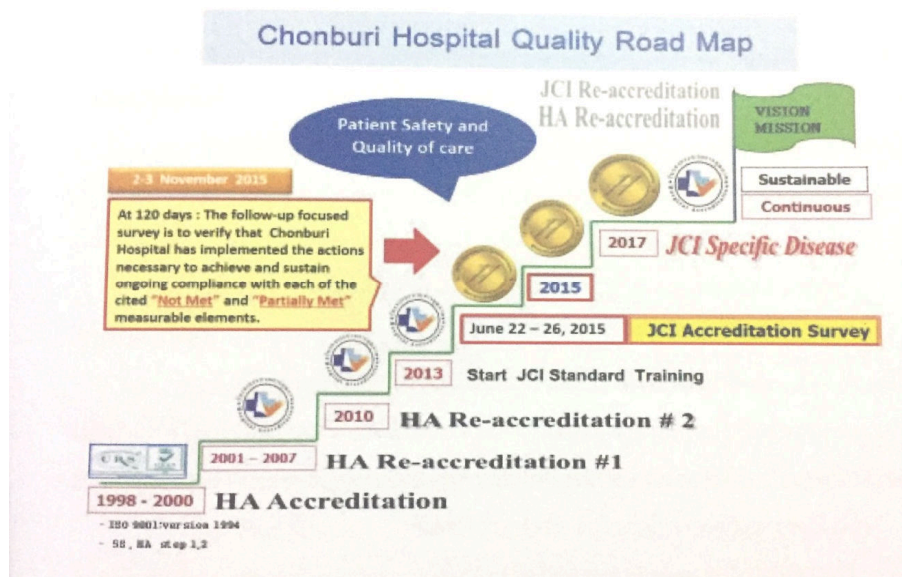 Chonburi Hospital Quality Road Map
JCI Re-accreditation
HA Re-accreditation
VISION
MISSION
Patient Safety and
Quality of care
2-3 November 2015
At 120 days : The follow-up focused
survey is to verify that Chonburi
Hospital has implemented the actions
necessary to achieve and sustain
ongoing compliance with each of the
cited "Not Met" and "Partially Met"
measurable elements.
Sustainable
Continuous
2017 JCI Specific Disease
2015
June 22 – 26, 2015 JCI Accreditation Survey
2013 Start JCI Standard Training
2010 HA Re-accreditation # 2
2001 – 2007 HA Re-accreditation #1
1998 - 2000 HA Accreditation
- ISO 9001:version 1994
- 5S, HA step 1,2